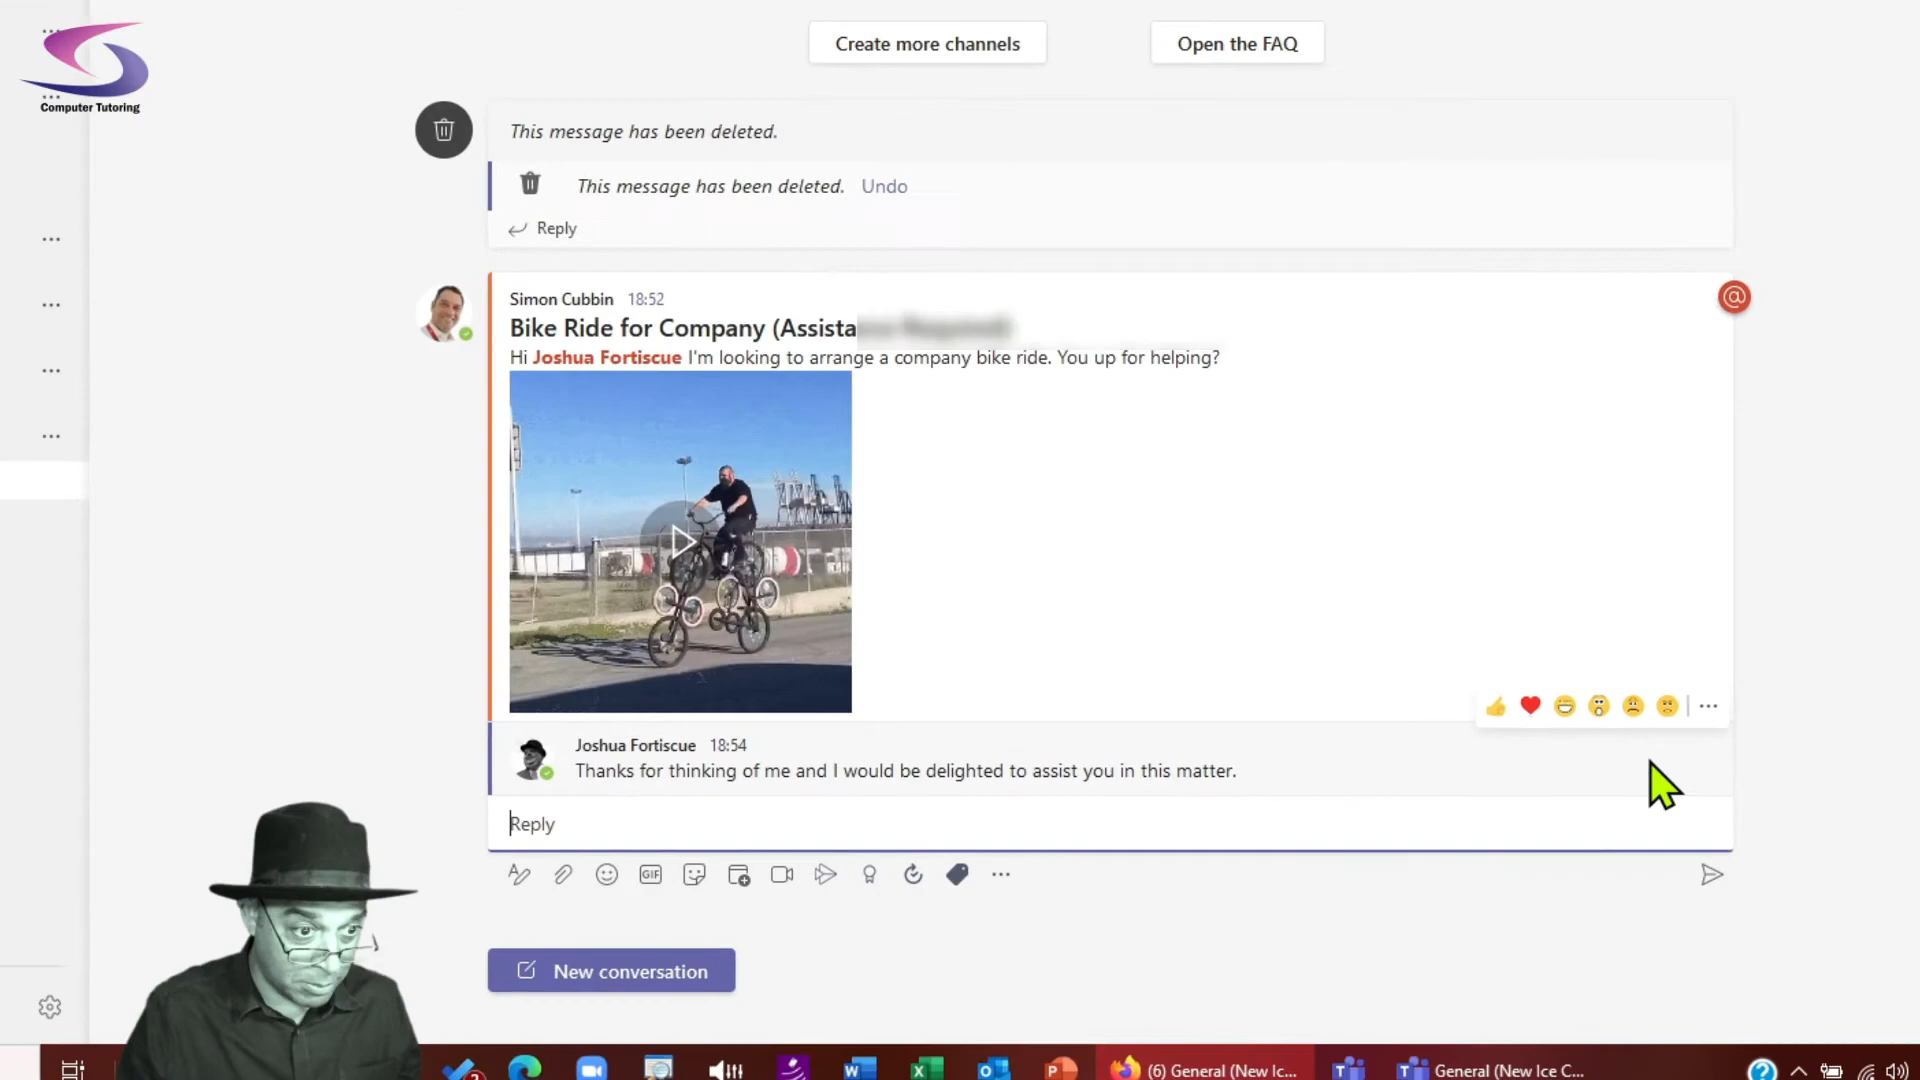 Computer Tutoring
Create more channels
Open the FAQ
This message has been deleted.
This message has been deleted. Undo
Reply
Simon Cubbin 18:52
Bike Ride for Company (Assista
Hi Joshua Fortiscue I'm looking to arrange a company bike ride. You up for helping?
@
Joshua Fortiscue 18:54
Thanks for thinking of me and I would be delighted to assist you in this matter.
Reply
GIF
New conversation
(6) General (New Ic...
General (New Ice C...